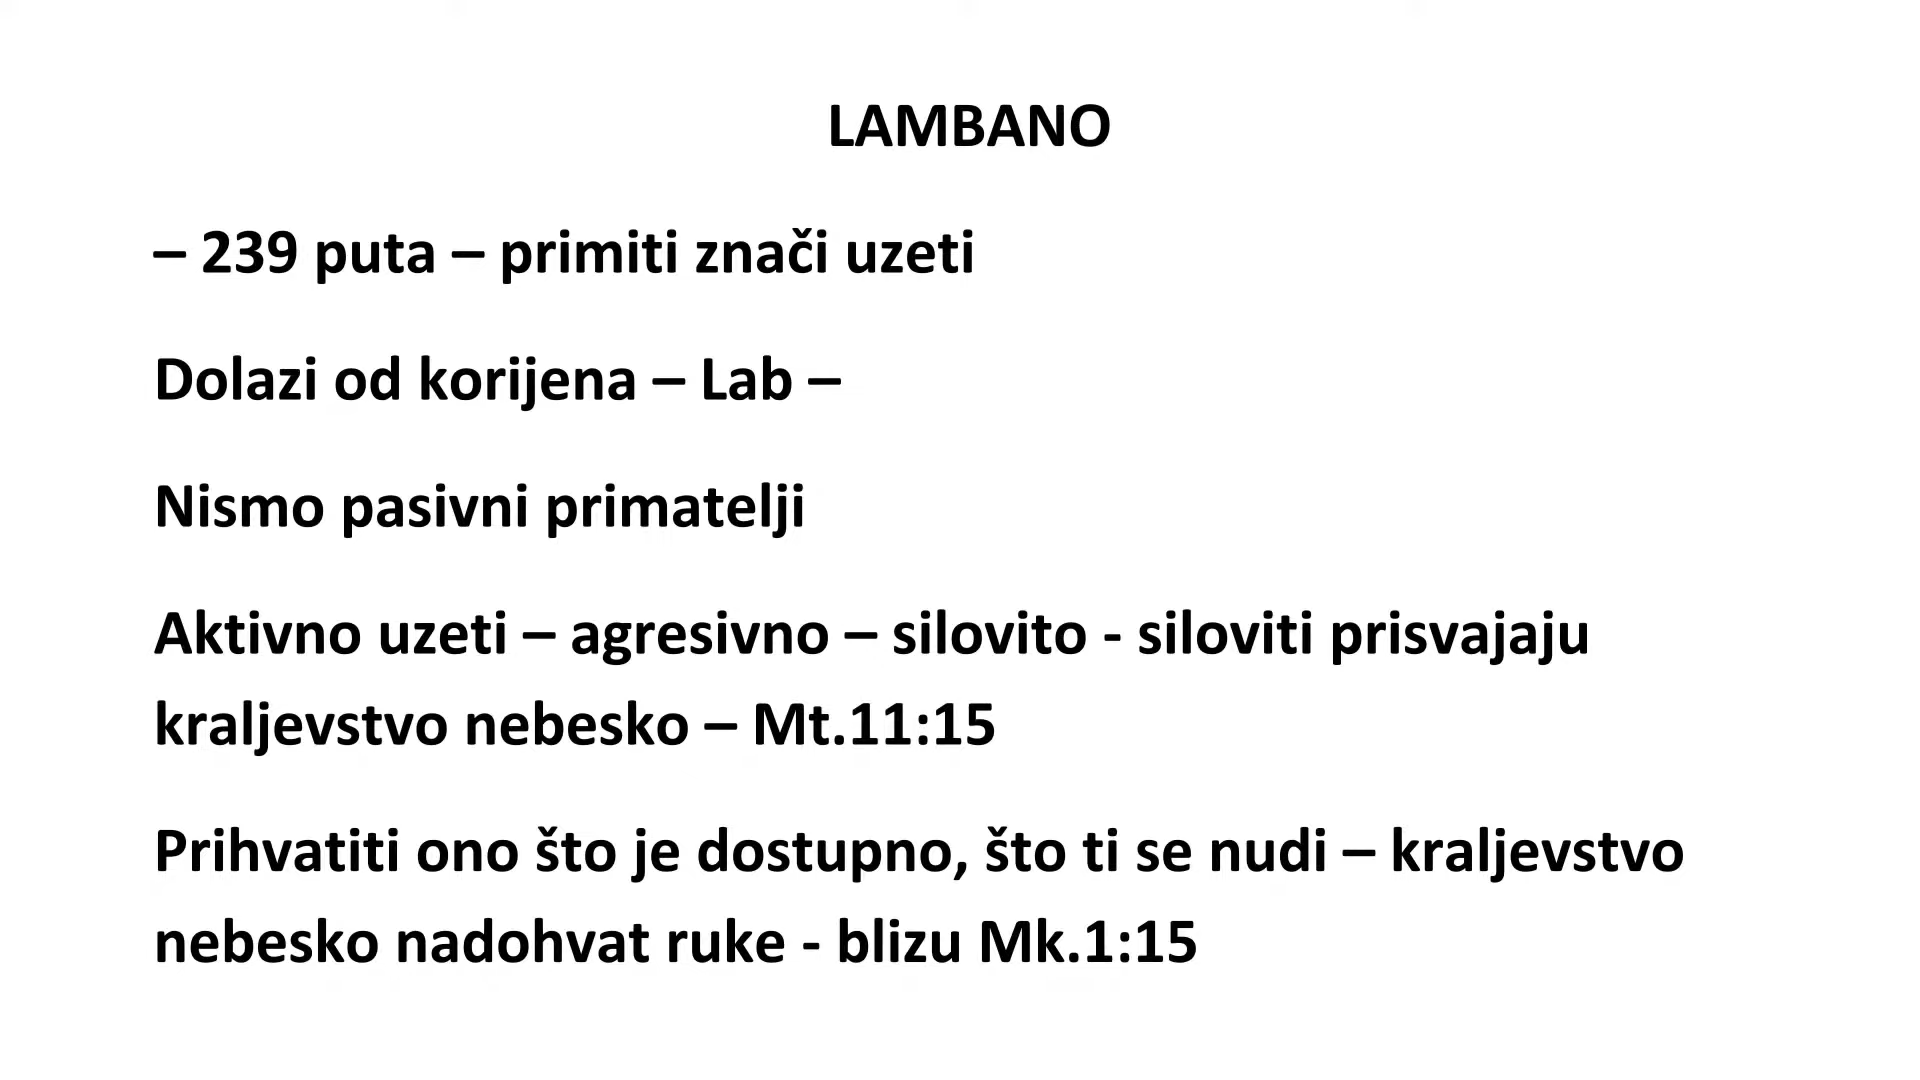 LAMBANO
– 239 puta – primiti znači uzeti
Dolazi od korijena – Lab –
Nismo pasivni primatelji
Aktivno uzeti – agresivno – silovito - siloviti prisvajaju
kraljevstvo nebesko – Mt.11:15
Prihvatiti ono što je dostupno, što ti se nudi – kraljevstvo
nebesko nadohvat ruke - blizu Mk.1:15